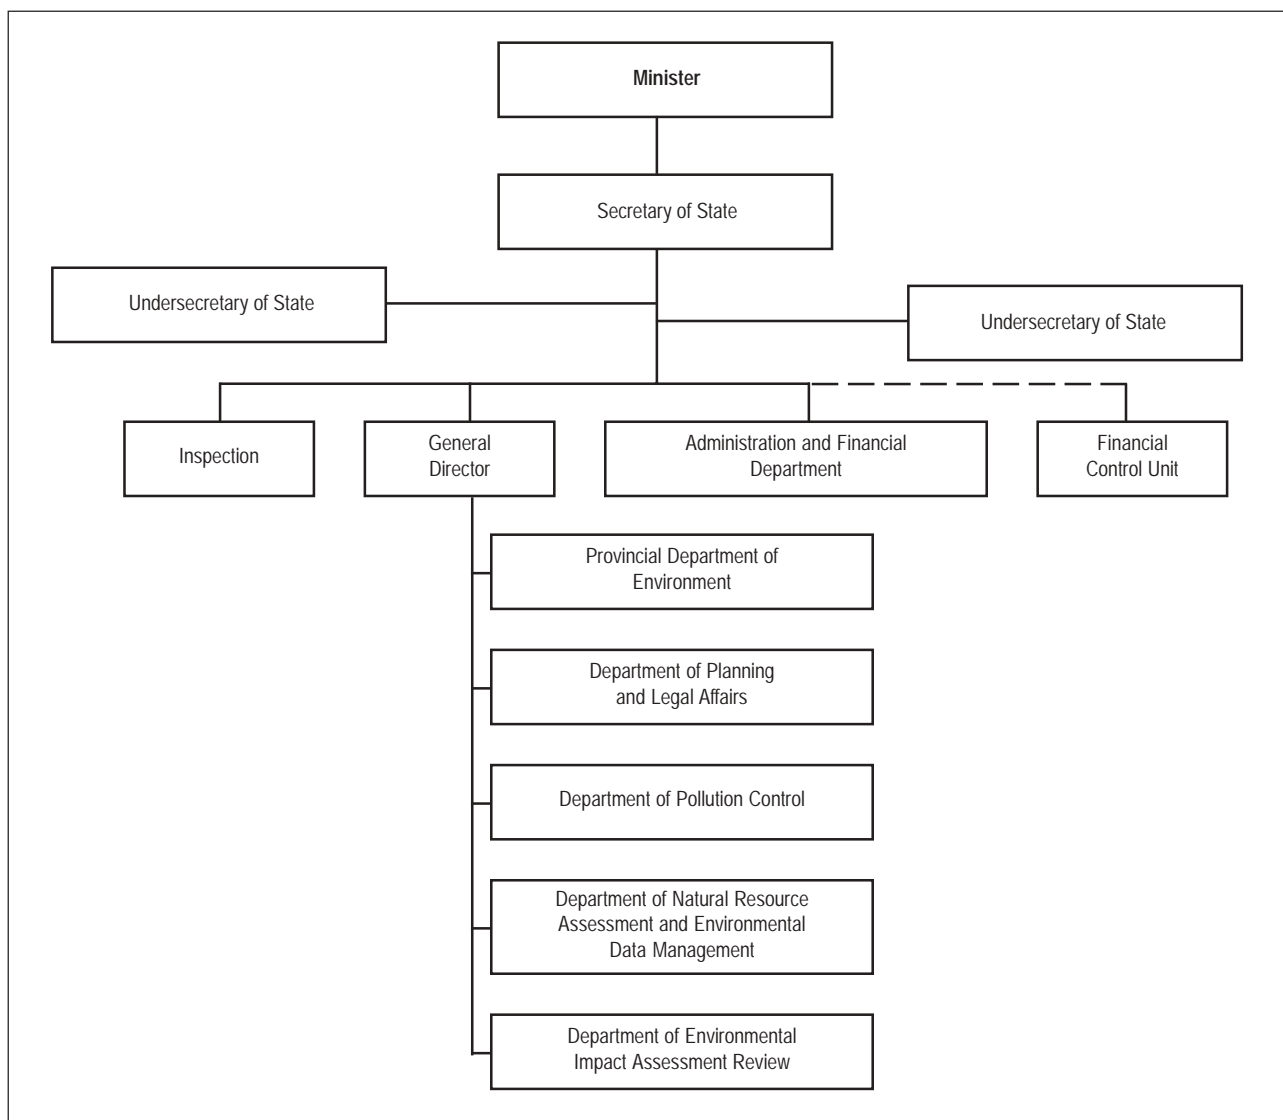 Minister
Secretary of State
Undersecretary of State
Undersecretary of State
Inspection
General
Director
Administration and Financial
Department
Financial
Control Unit
Provincial Department of
Environment
Department of Planning
and Legal Affairs
Department of Pollution Control
Department of Natural Resource
Assessment and Environmental
Data Management
Department of Environmental
Impact Assessment Review